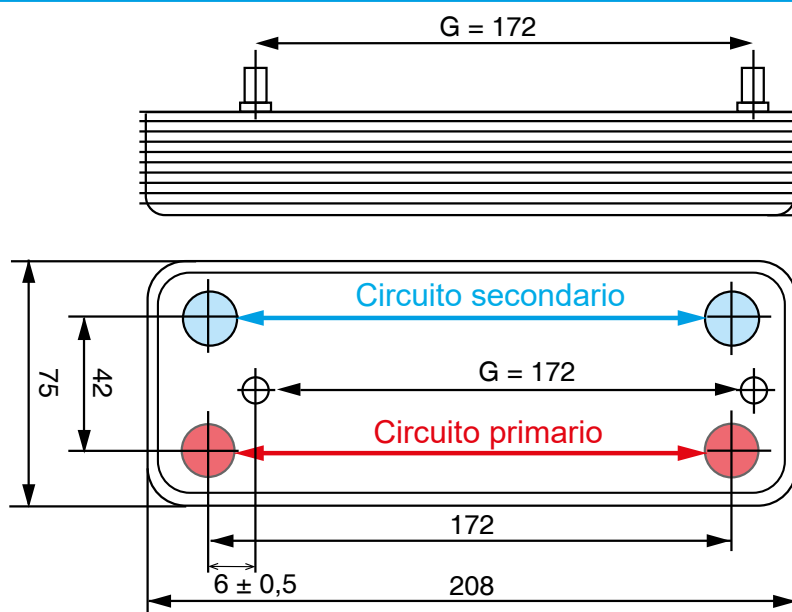 G = 172
Circuito secondario
75
42
G = 172
Circuito primario
172
6 ± 0,5
208